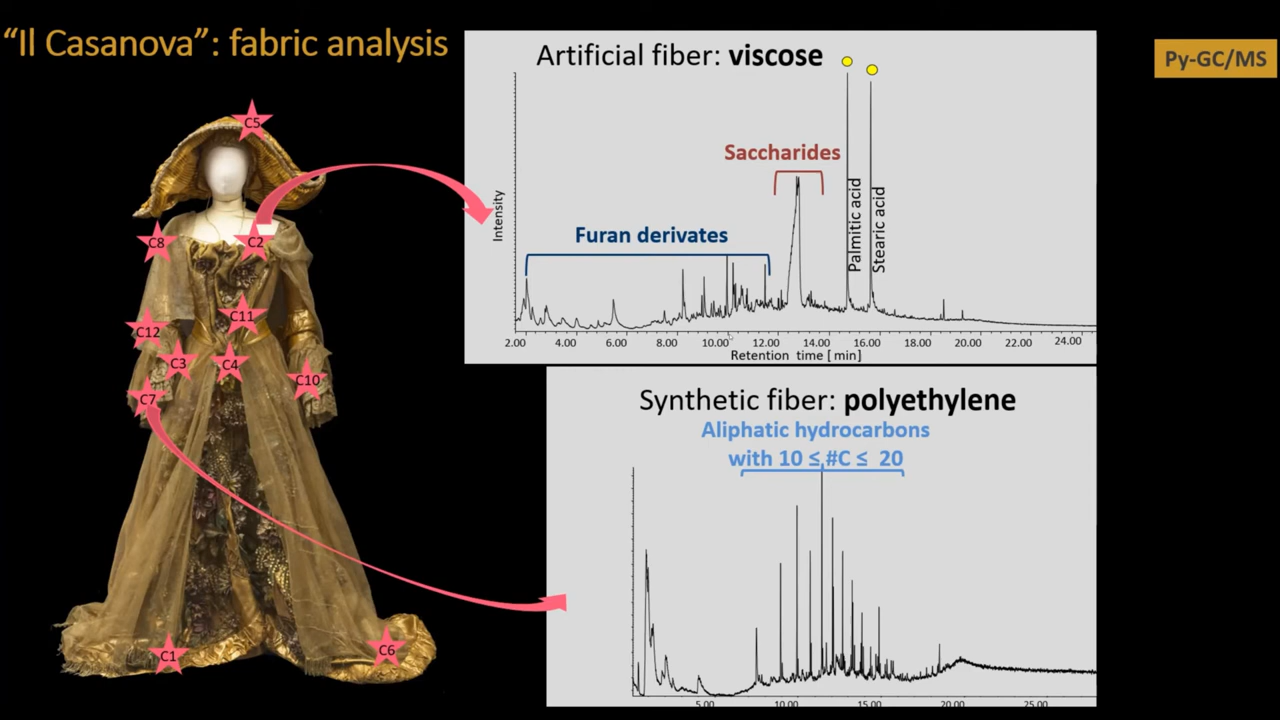 “Il Casanova”: fabric analysis
Py-GC/MS
Artificial fiber: viscose
Saccharides
Furan derivates
Palmitic acid
Stearic acid
Intensity
2.00 4.00 6.00 8.00 10.00 12.00 14.00 16.00 18.00 20.00 22.00 24.00
Retention time [min]
C5
C8
C2
C11
C12
C3
C4
C10
C7
C1
C6
Synthetic fiber: polyethylene
Aliphatic hydrocarbons
with 10 ≤ #C ≤ 20
5.00 10.00 15.00 20.00 25.00